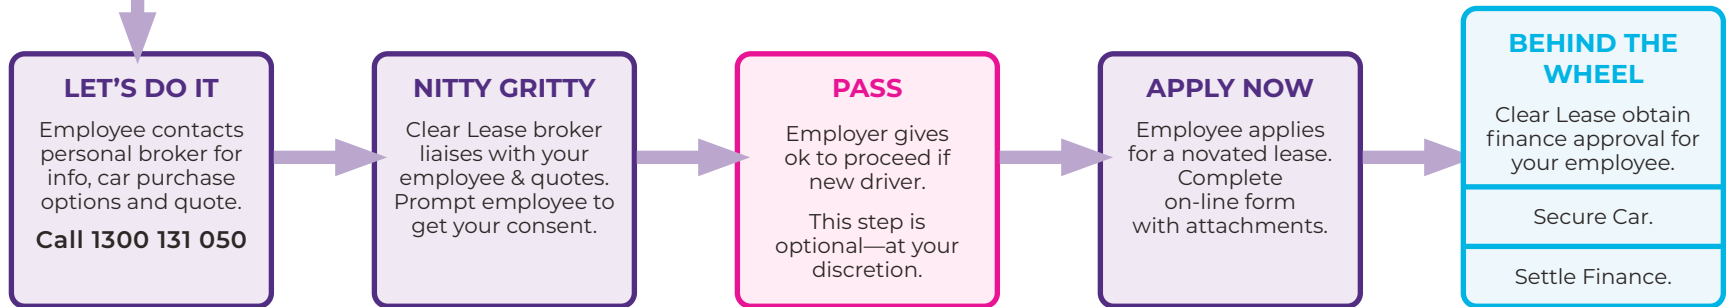 LET'S DO IT
Employee contacts
personal broker for
info, car purchase
options and quote.
Call 1300 131 050
NITTY GRITTY
Clear Lease broker
liaises with your
employee & quotes.
Prompt employee to
get your consent.
PASS
Employer gives
ok to proceed if
new driver.
This step is
optional—at your
discretion.
APPLY NOW
Employee applies
for a novated lease.
Complete
on-line form
with attachments.
BEHIND THE
WHEEL
Clear Lease obtain
finance approval for
your employee.
Secure Car.
Settle Finance.